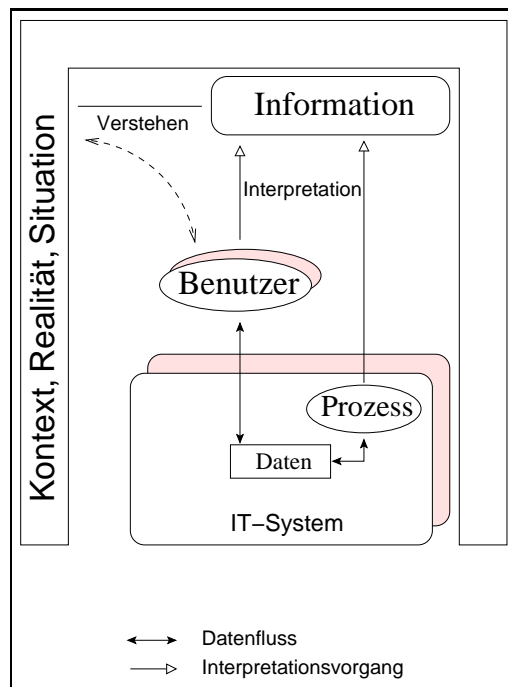 Kontext, Realität, Situation
Information
Verstehen
Interpretation
Benutzer
Prozess
Daten
IT–System
Datenfluss
Interpretationsvorgang